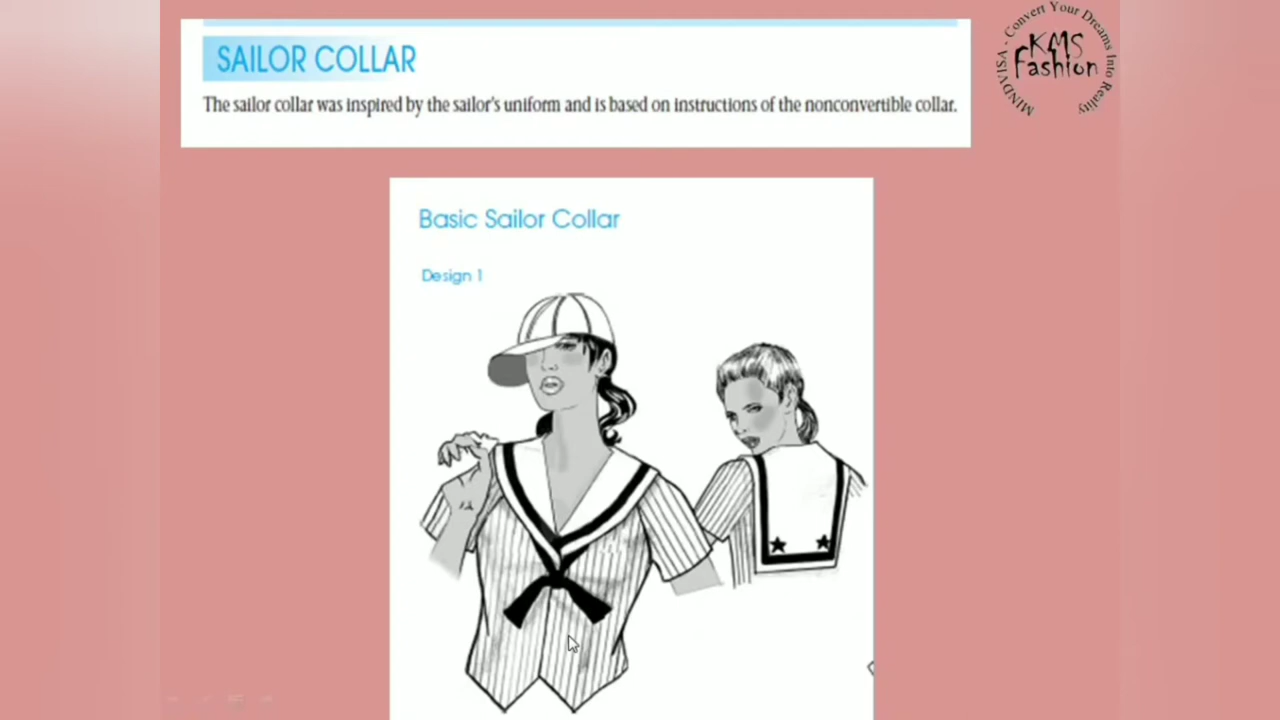 SAILOR COLLAR
The sailor collar was inspired by the sailor's uniform and is based on instructions of the nonconvertible collar.
MINDVISA - Convert Your Dreams Into Reality
KMS
Fashion
Basic Sailor Collar
Design 1